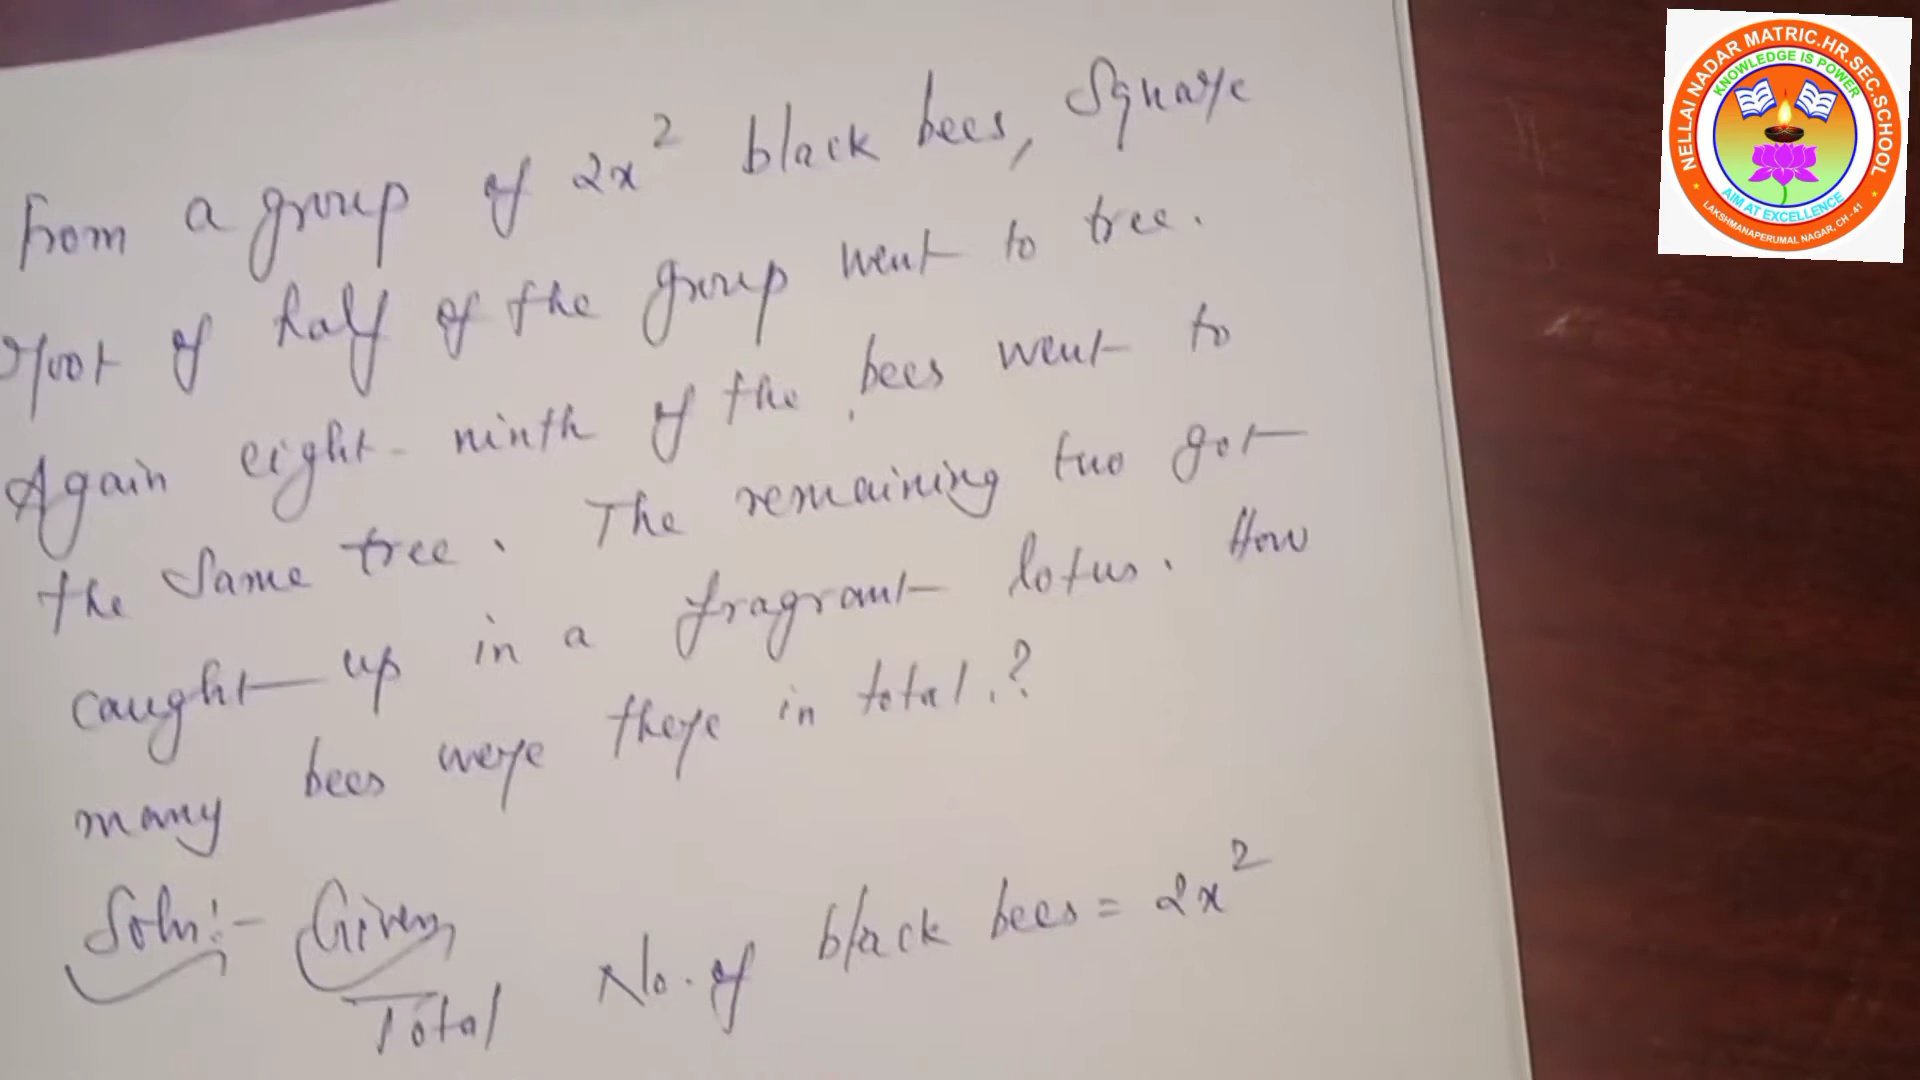 From a group of 2x² black bees, Square
root of half of the group went to tree.
Again eight-ninth of the bees went to
the same tree. The remaining two got
caught up in a fragrant lotus. How
many bees were there in total.?
Soln:- Given
Total No. of black bees = 2x²
NELLAI NADAR MATRIC.HR.SEC.SCHOOL
KNOWLEDGE IS POWER
AIM AT EXCELLENCE
LAKSHMANAPERUMAL NAGAR, CH - 41